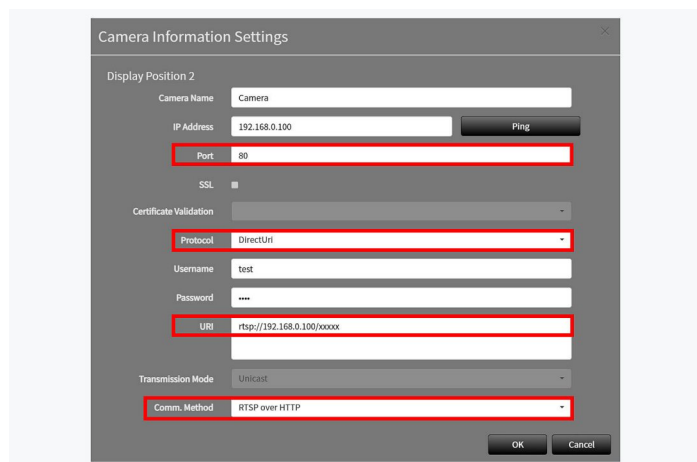 Camera Information Settings
Display Position 2
Camera Name Camera
IP Address 192.168.0.100 Ping
Port 80
SSL
Certificate Validation
Protocol DirectUri
Username test
Password ••••
URI rtsp://192.168.0.100/xxxxx
Transmission Mode Unicast
Comm. Method RTSP over HTTP
OK Cancel